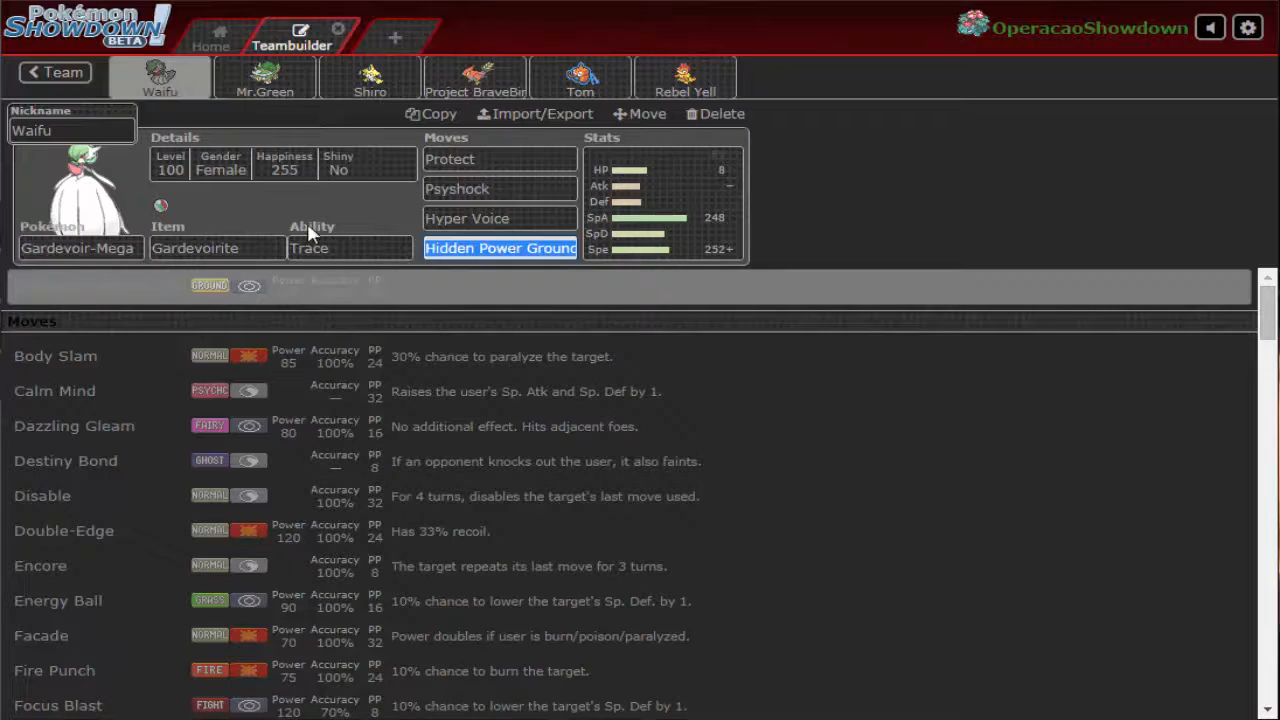 Pokémon
SHOWDOWN!
BETA
Home
Teambuilder
OperacaoShowdown
Team
Waifu
Mr.Green
Shiro
Project BraveBir
Tom
Rebel Yell
Nickname
Waifu
Copy Import/Export Move Delete
Details
Level Gender Happiness Shiny
100 Female 255 No
Pokémon Item Ability
Gardevoir-Mega Gardevoirite Trace
Moves
Protect
Psyshock
Hyper Voice
Hidden Power Ground
Stats
HP 8
Atk –
Def
SpA 248
SpD
Spe 252+
GROUND Power Accuracy PP
Moves
Body Slam NORMAL Power 85 Accuracy 100% PP 24 30% chance to paralyze the target.
Calm Mind PSYCHC Accuracy — PP 32 Raises the user's Sp. Atk and Sp. Def by 1.
Dazzling Gleam FAIRY Power 80 Accuracy 100% PP 16 No additional effect. Hits adjacent foes.
Destiny Bond GHOST Accuracy — PP 8 If an opponent knocks out the user, it also faints.
Disable NORMAL Accuracy 100% PP 32 For 4 turns, disables the target's last move used.
Double-Edge NORMAL Power 120 Accuracy 100% PP 24 Has 33% recoil.
Encore NORMAL Accuracy 100% PP 8 The target repeats its last move for 3 turns.
Energy Ball GRASS Power 90 Accuracy 100% PP 16 10% chance to lower the target's Sp. Def. by 1.
Facade NORMAL Power 70 Accuracy 100% PP 32 Power doubles if user is burn/poison/paralyzed.
Fire Punch FIRE Power 75 Accuracy 100% PP 24 10% chance to burn the target.
Focus Blast FIGHT Power 120 Accuracy 70% PP 8 10% chance to lower the target's Sp. Def by 1.